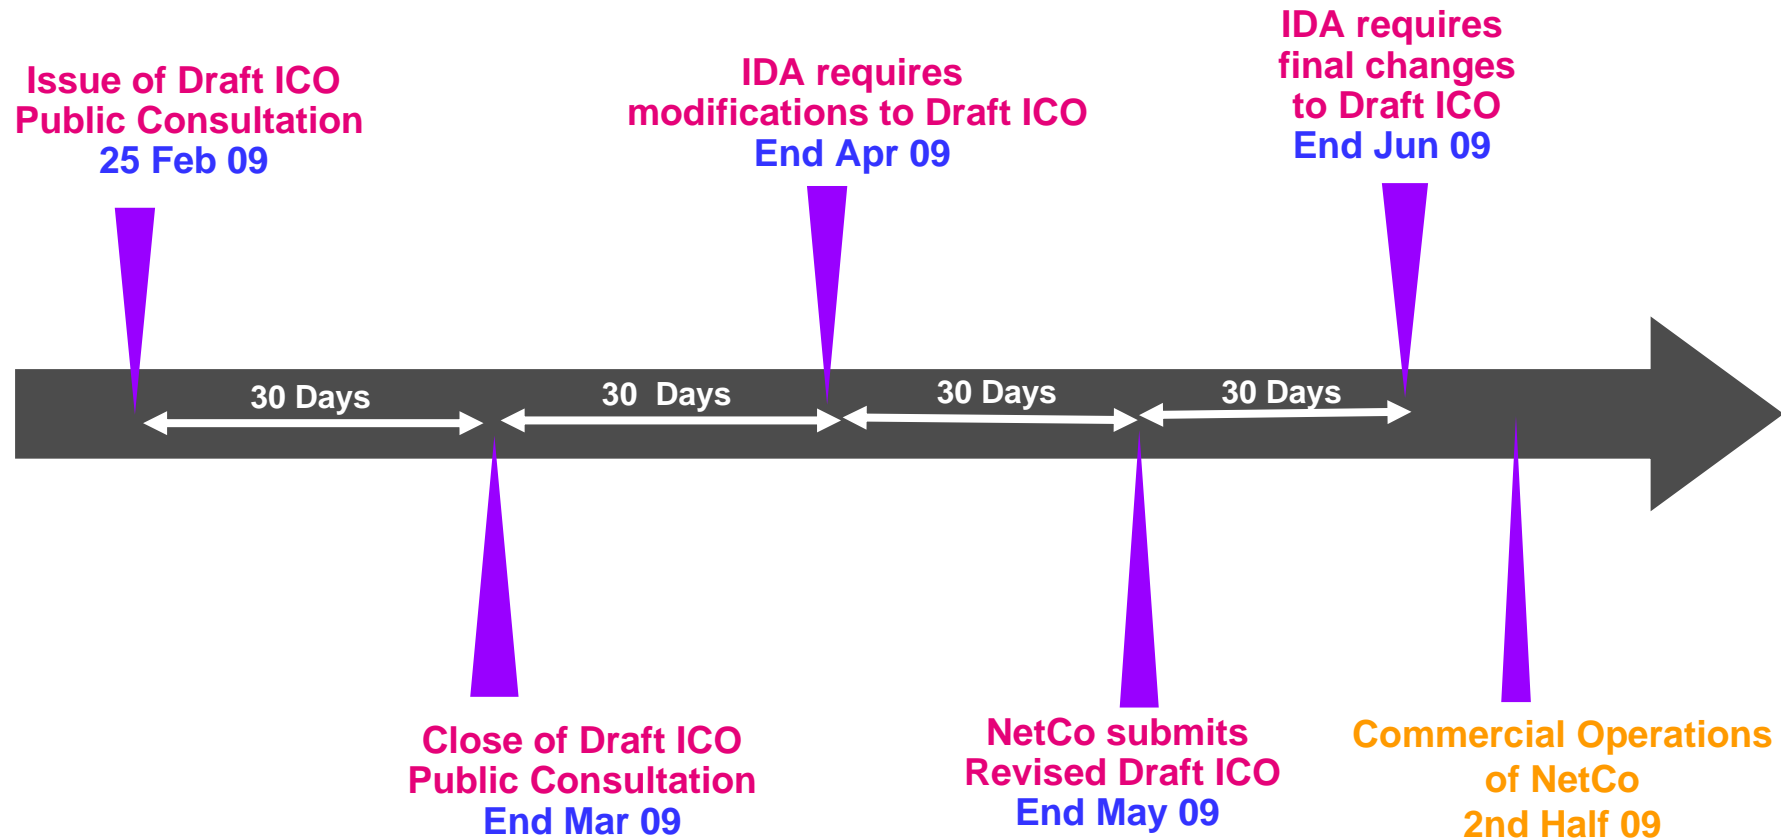 Issue of Draft ICO
Public Consultation
25 Feb 09
IDA requires
modifications to Draft ICO
End Apr 09
IDA requires
final changes
to Draft ICO
End Jun 09
30 Days
30 Days
30 Days
30 Days
Close of Draft ICO
Public Consultation
End Mar 09
NetCo submits
Revised Draft ICO
End May 09
Commercial Operations
of NetCo
2nd Half 09